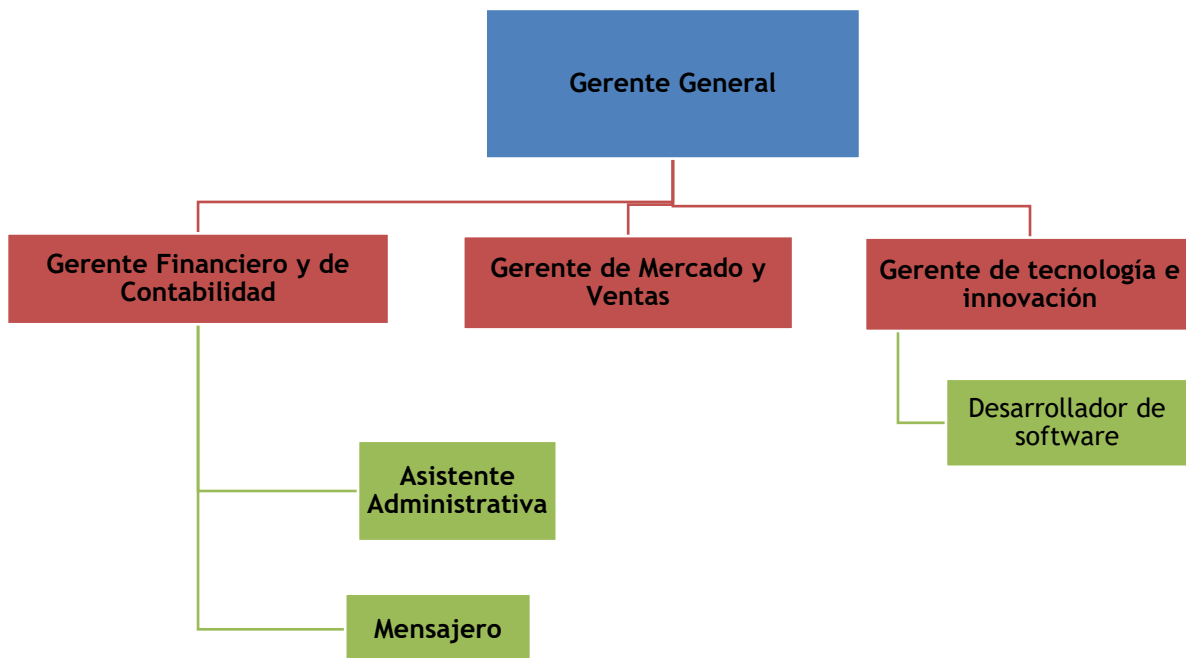 Gerente General
Gerente Financiero y de
Contabilidad
Gerente de Mercado y
Ventas
Gerente de tecnología e
innovación
Desarrollador de
software
Asistente
Administrativa
Mensajero